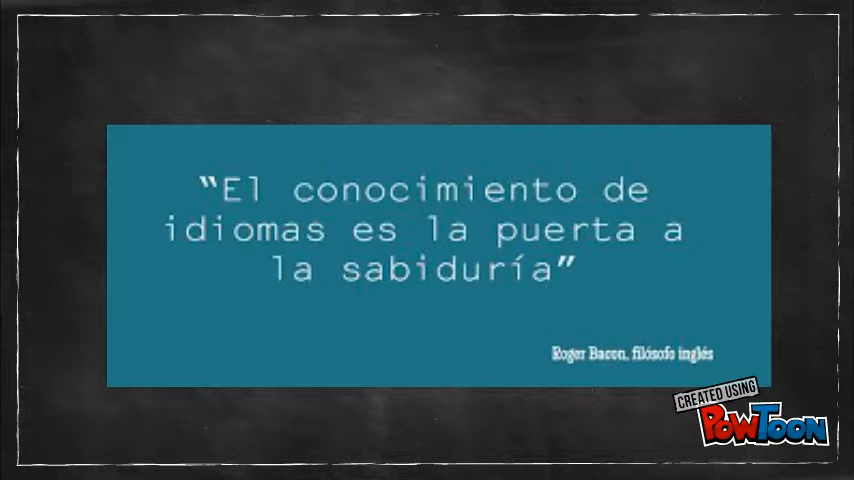 “El conocimiento de
idiomas es la puerta a
la sabiduría”
Roger Bacon, filósofo inglés
CREATED USING
POWTOON